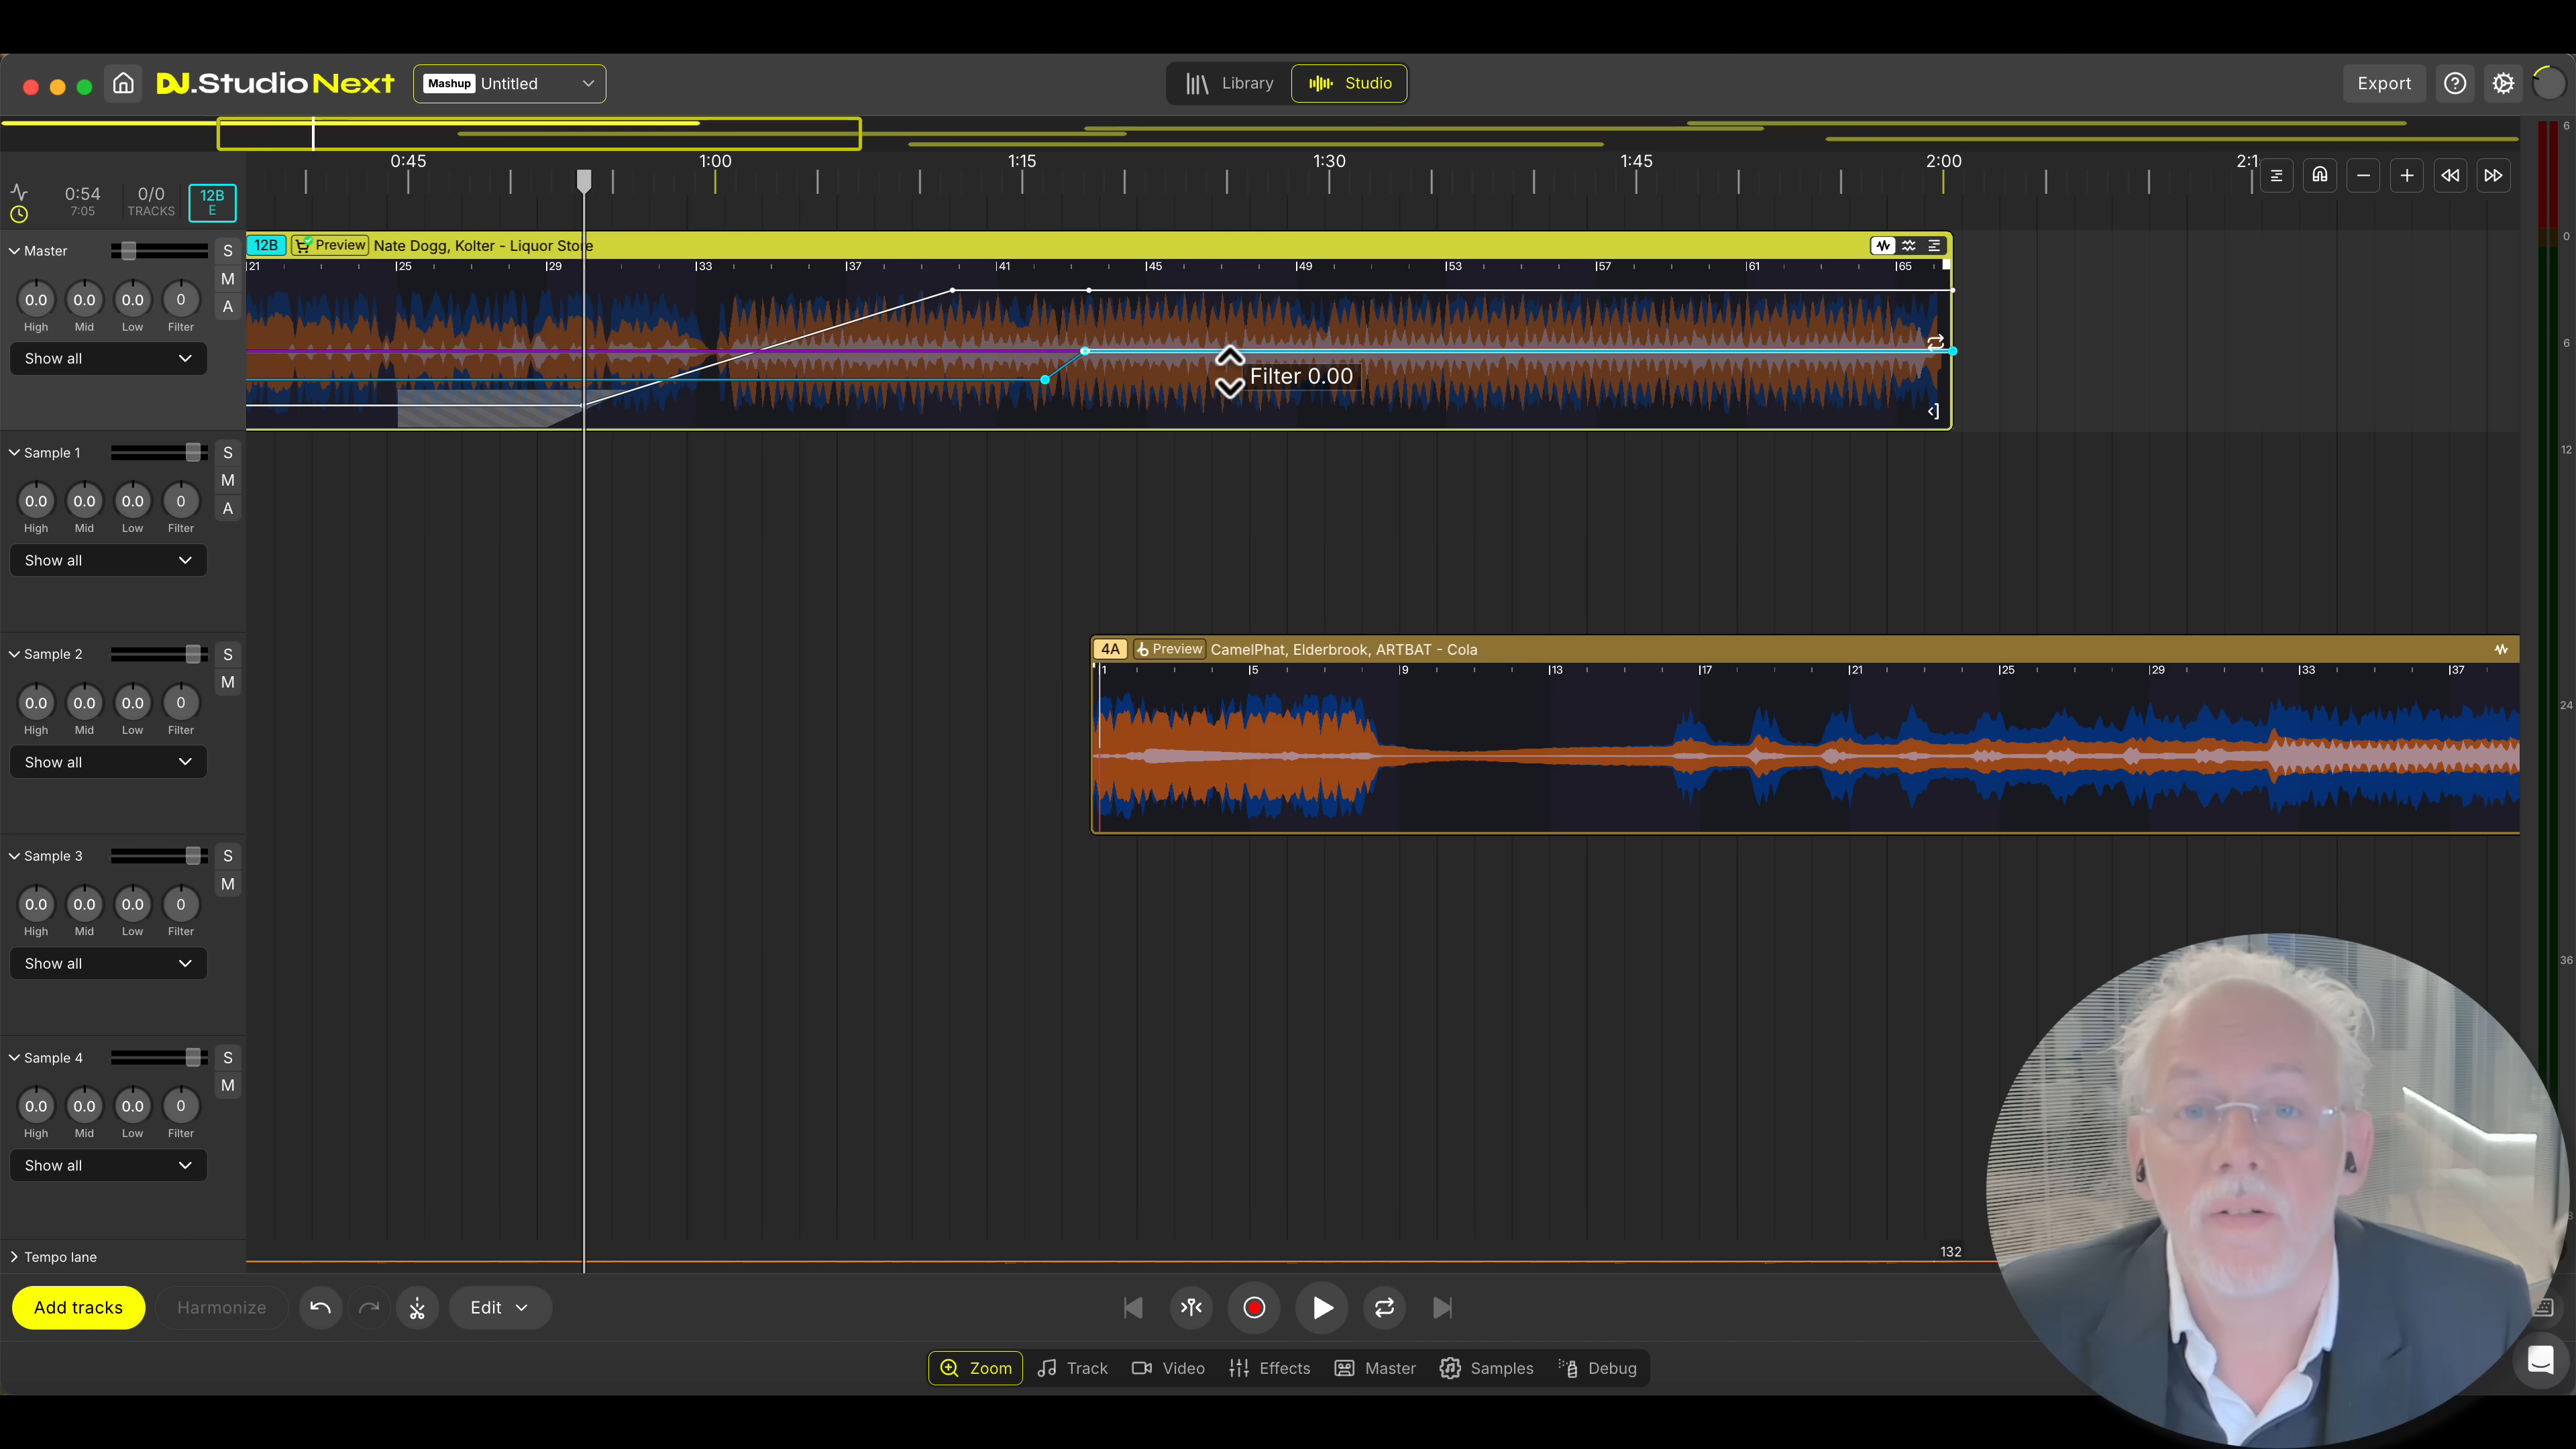 DJ.Studio Next
Mashup Untitled
Library
Studio
Export
0:45 1:00 1:15 1:30 1:45 2:00 2:1
0:54
7:05
0/0
TRACKS
12B
E
Master
S
M
A
0.0 0.0 0.0 0
High Mid Low Filter
Show all
12B Preview Nate Dogg, Kolter - Liquor Store
21 25 29 33 37 41 45 49 53 57 61 65
Filter 0.00
Sample 1
S
M
A
0.0 0.0 0.0 0
High Mid Low Filter
Show all
Sample 2
S
M
0.0 0.0 0.0 0
High Mid Low Filter
Show all
4A Preview CamelPhat, Elderbrook, ARTBAT - Cola
1 5 9 13 17 21 25 29 33 37
Sample 3
S
M
0.0 0.0 0.0 0
High Mid Low Filter
Show all
Sample 4
S
M
0.0 0.0 0.0 0
High Mid Low Filter
Show all
6
0
6
12
24
36
Tempo lane
132
Add tracks
Harmonize
Edit
Zoom
Track
Video
Effects
Master
Samples
Debug